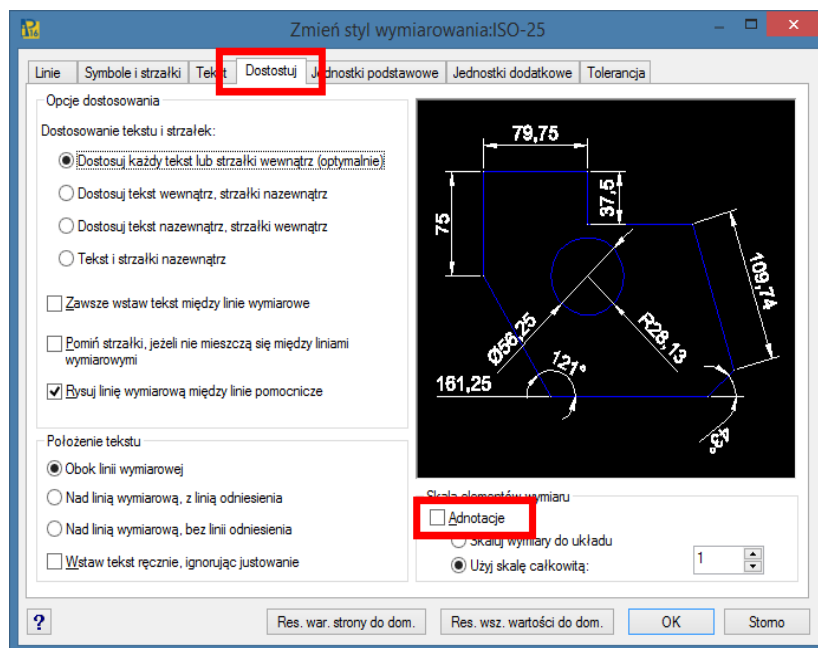 Zmień styl wymiarowania:ISO-25
Linie
Symbole i strzałki
Tekst
Dostostuj
Jednostki podstawowe
Jednostki dodatkowe
Tolerancja
Opcje dostosowania
Dostosowanie tekstu i strzałek:
Dostosuj każdy tekst lub strzałki wewnątrz (optymalnie)
Dostosuj tekst wewnątrz, strzałki nazewnątrz
Dostosuj tekst nazewnątrz, strzałki wewnątrz
Tekst i strzałki nazewnątrz
Zawsze wstaw tekst między linie wymiarowe
Pomiń strzałki, jeżeli nie mieszczą się między liniami
wymiarowymi
Rysuj linię wymiarową między linie pomocnicze
Położenie tekstu
Obok linii wymiarowej
Nad linią wymiarową, z linią odniesienia
Nad linią wymiarową, bez linii odniesienia
Wstaw tekst ręcznie, ignorując justowanie
79,75
75
37,5
109,74
Ø56,25
R28,13
121°
161,25
43°
Skala elementów wymiaru
Adnotacje
Skaluj wymiary do układu
Użyj skalę całkowitą:
1
?
Res. war. strony do dom.
Res. wsz. wartości do dom.
OK
Storno